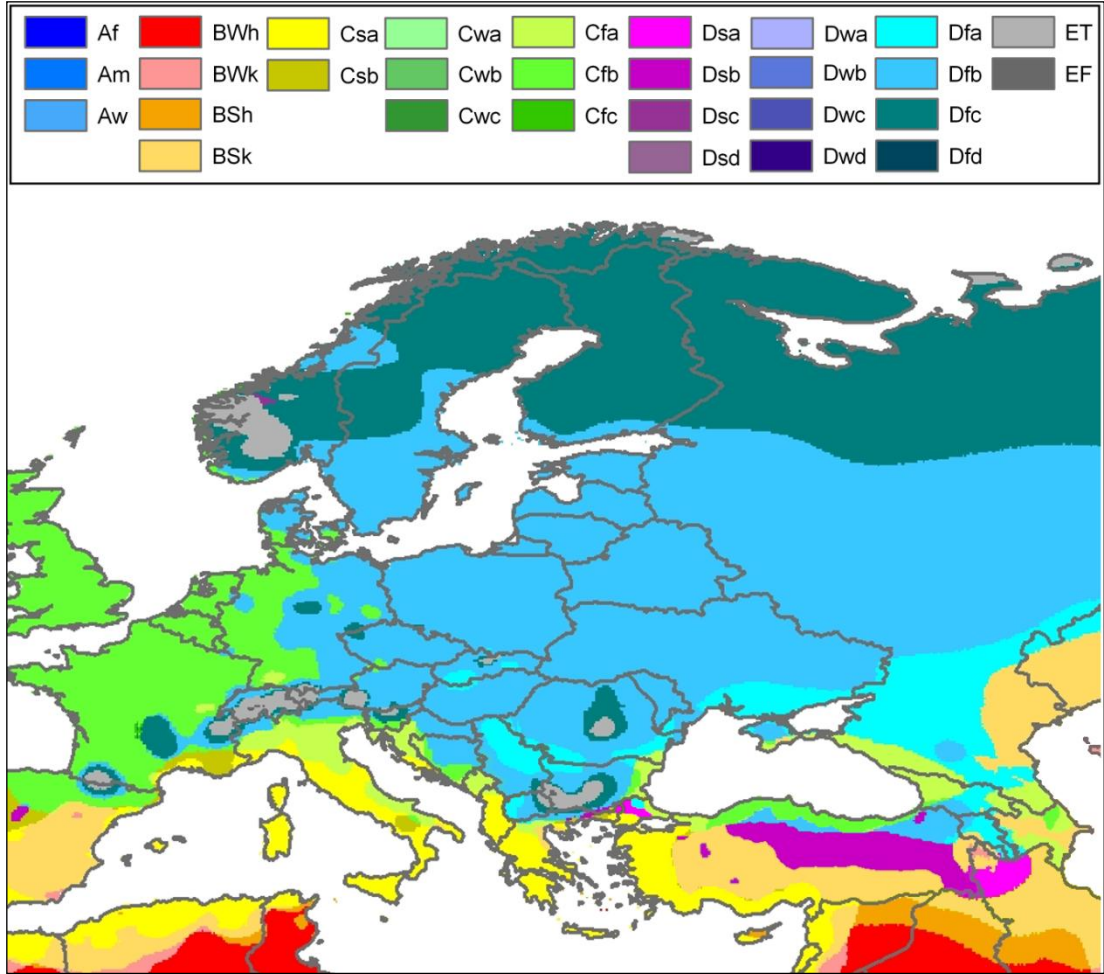 Af BWh Csa Cwa Cfa Dsa Dwa Dfa ET
Am BWk Csb Cwb Cfb Dsb Dwb Dfb EF
Aw BSh Cwc Cfc Dsc Dwc Dfc
BSk Dsd Dwd Dfd